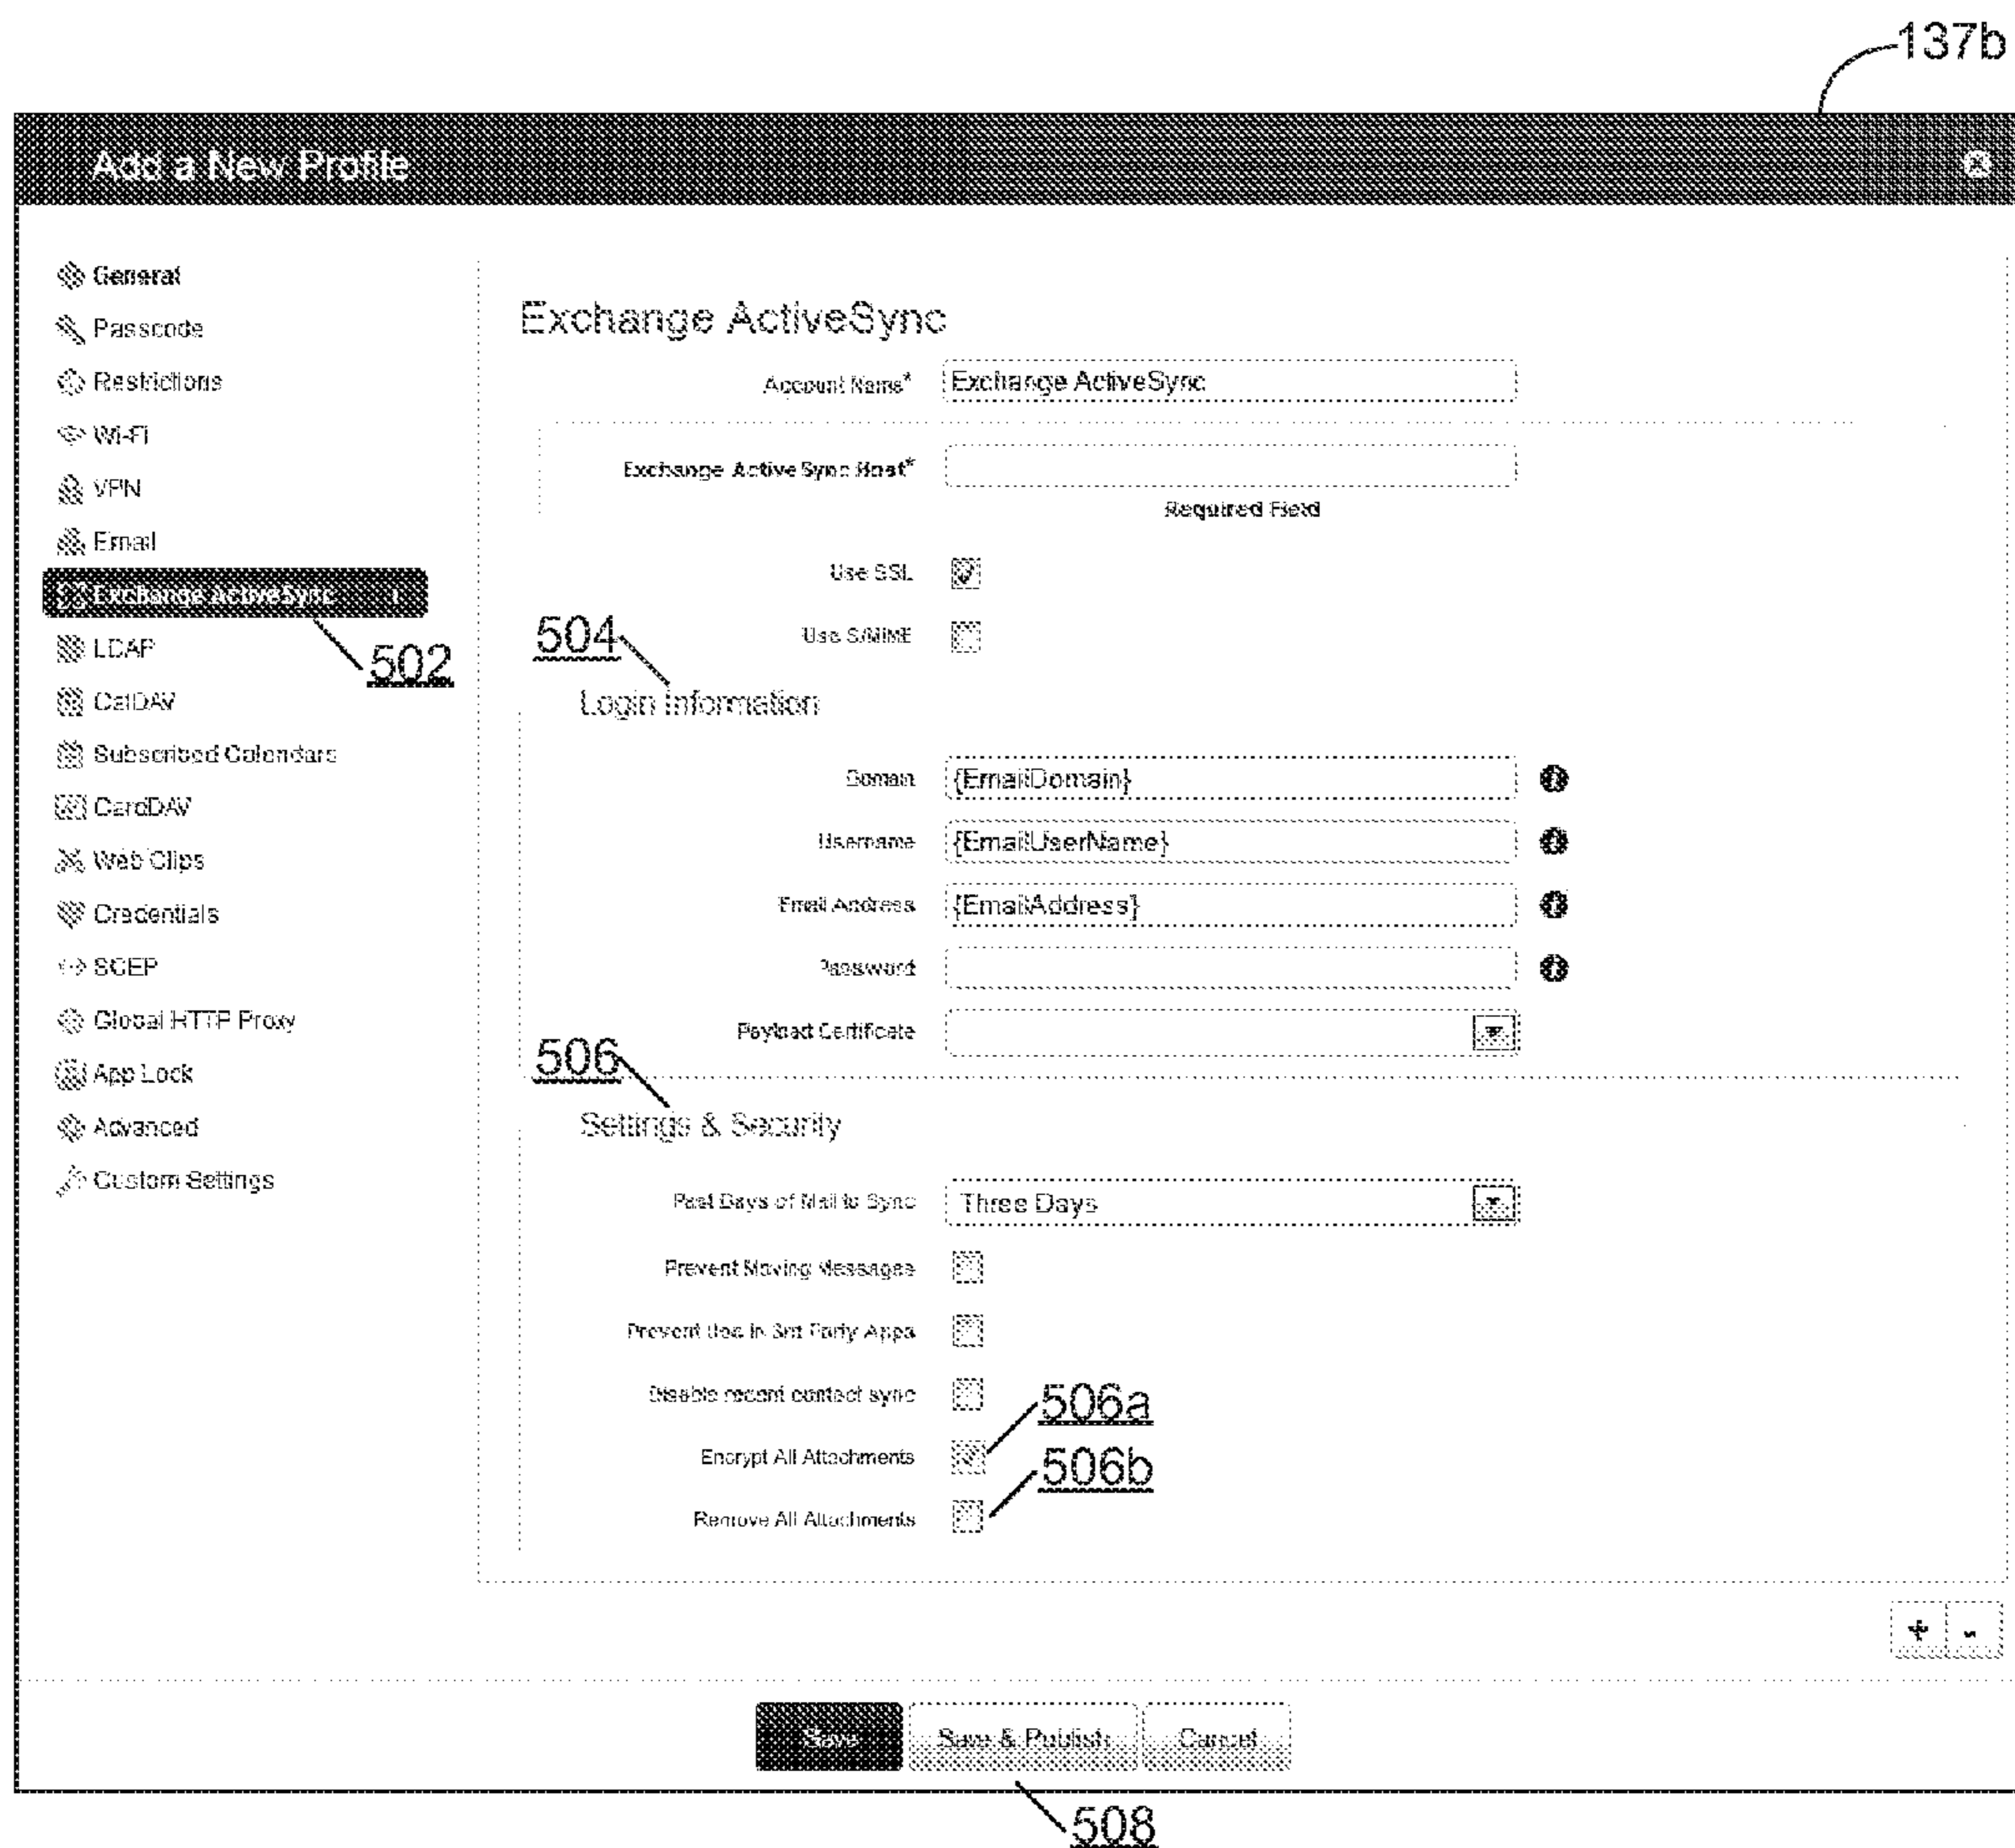 137b
Add a New Profile
General
Passcode
Restrictions
Wi-Fi
VPN
Email
Exchange ActiveSync 1
502
LDAP
CalDAV
Subscribed Calendars
CardDAV
Web Clips
Credentials
SCEP
Global HTTP Proxy
App Lock
Advanced
Custom Settings
Exchange ActiveSync
Account Name* Exchange ActiveSync
Exchange ActiveSync Host*
Required Field
Use SSL
Use S/MIME
504
Login Information
Domain {EmailDomain}
Username {EmailUserName}
Email Address {EmailAddress}
Password
Payload Certificate
506
Settings & Security
Past Days of Mail to Sync Three Days
Prevent Moving Messages
Prevent Use in 3rd Party Apps
Disable recent contact sync
Encrypt All Attachments 506a
Remove All Attachments 506b
+ -
Save Save & Publish Cancel
508